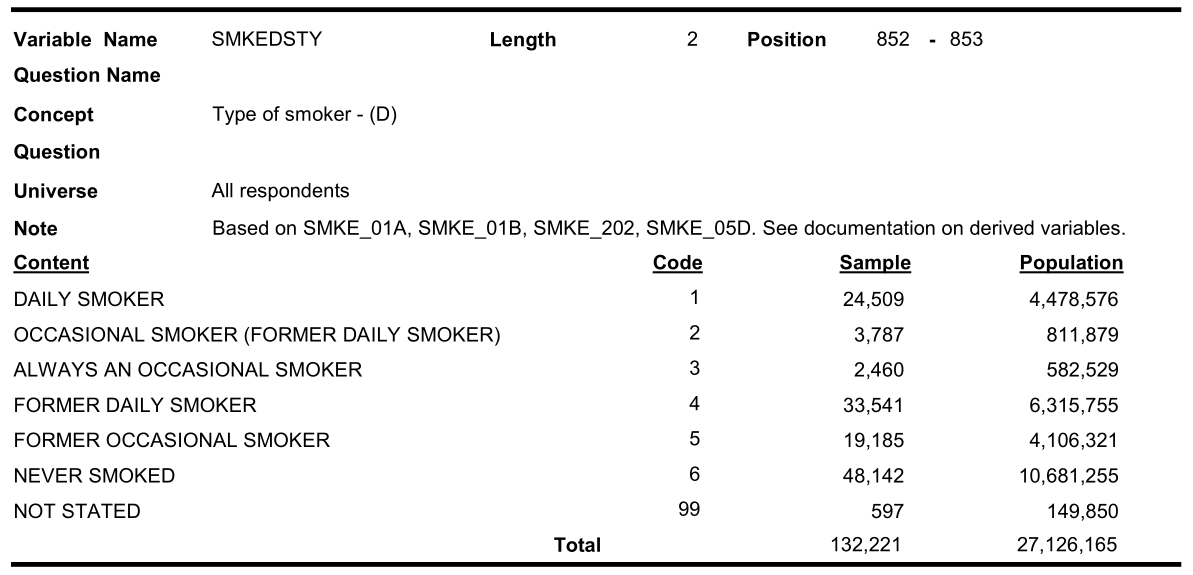 Variable Name SMKEDSTY Length 2 Position 852 - 853
Question Name
Concept Type of smoker - (D)
Question
Universe All respondents
Note Based on SMKE_01A, SMKE_01B, SMKE_202, SMKE_05D. See documentation on derived variables.
Content Code Sample Population
DAILY SMOKER 1 24,509 4,478,576
OCCASIONAL SMOKER (FORMER DAILY SMOKER) 2 3,787 811,879
ALWAYS AN OCCASIONAL SMOKER 3 2,460 582,529
FORMER DAILY SMOKER 4 33,541 6,315,755
FORMER OCCASIONAL SMOKER 5 19,185 4,106,321
NEVER SMOKED 6 48,142 10,681,255
NOT STATED 99 597 149,850
Total 132,221 27,126,165